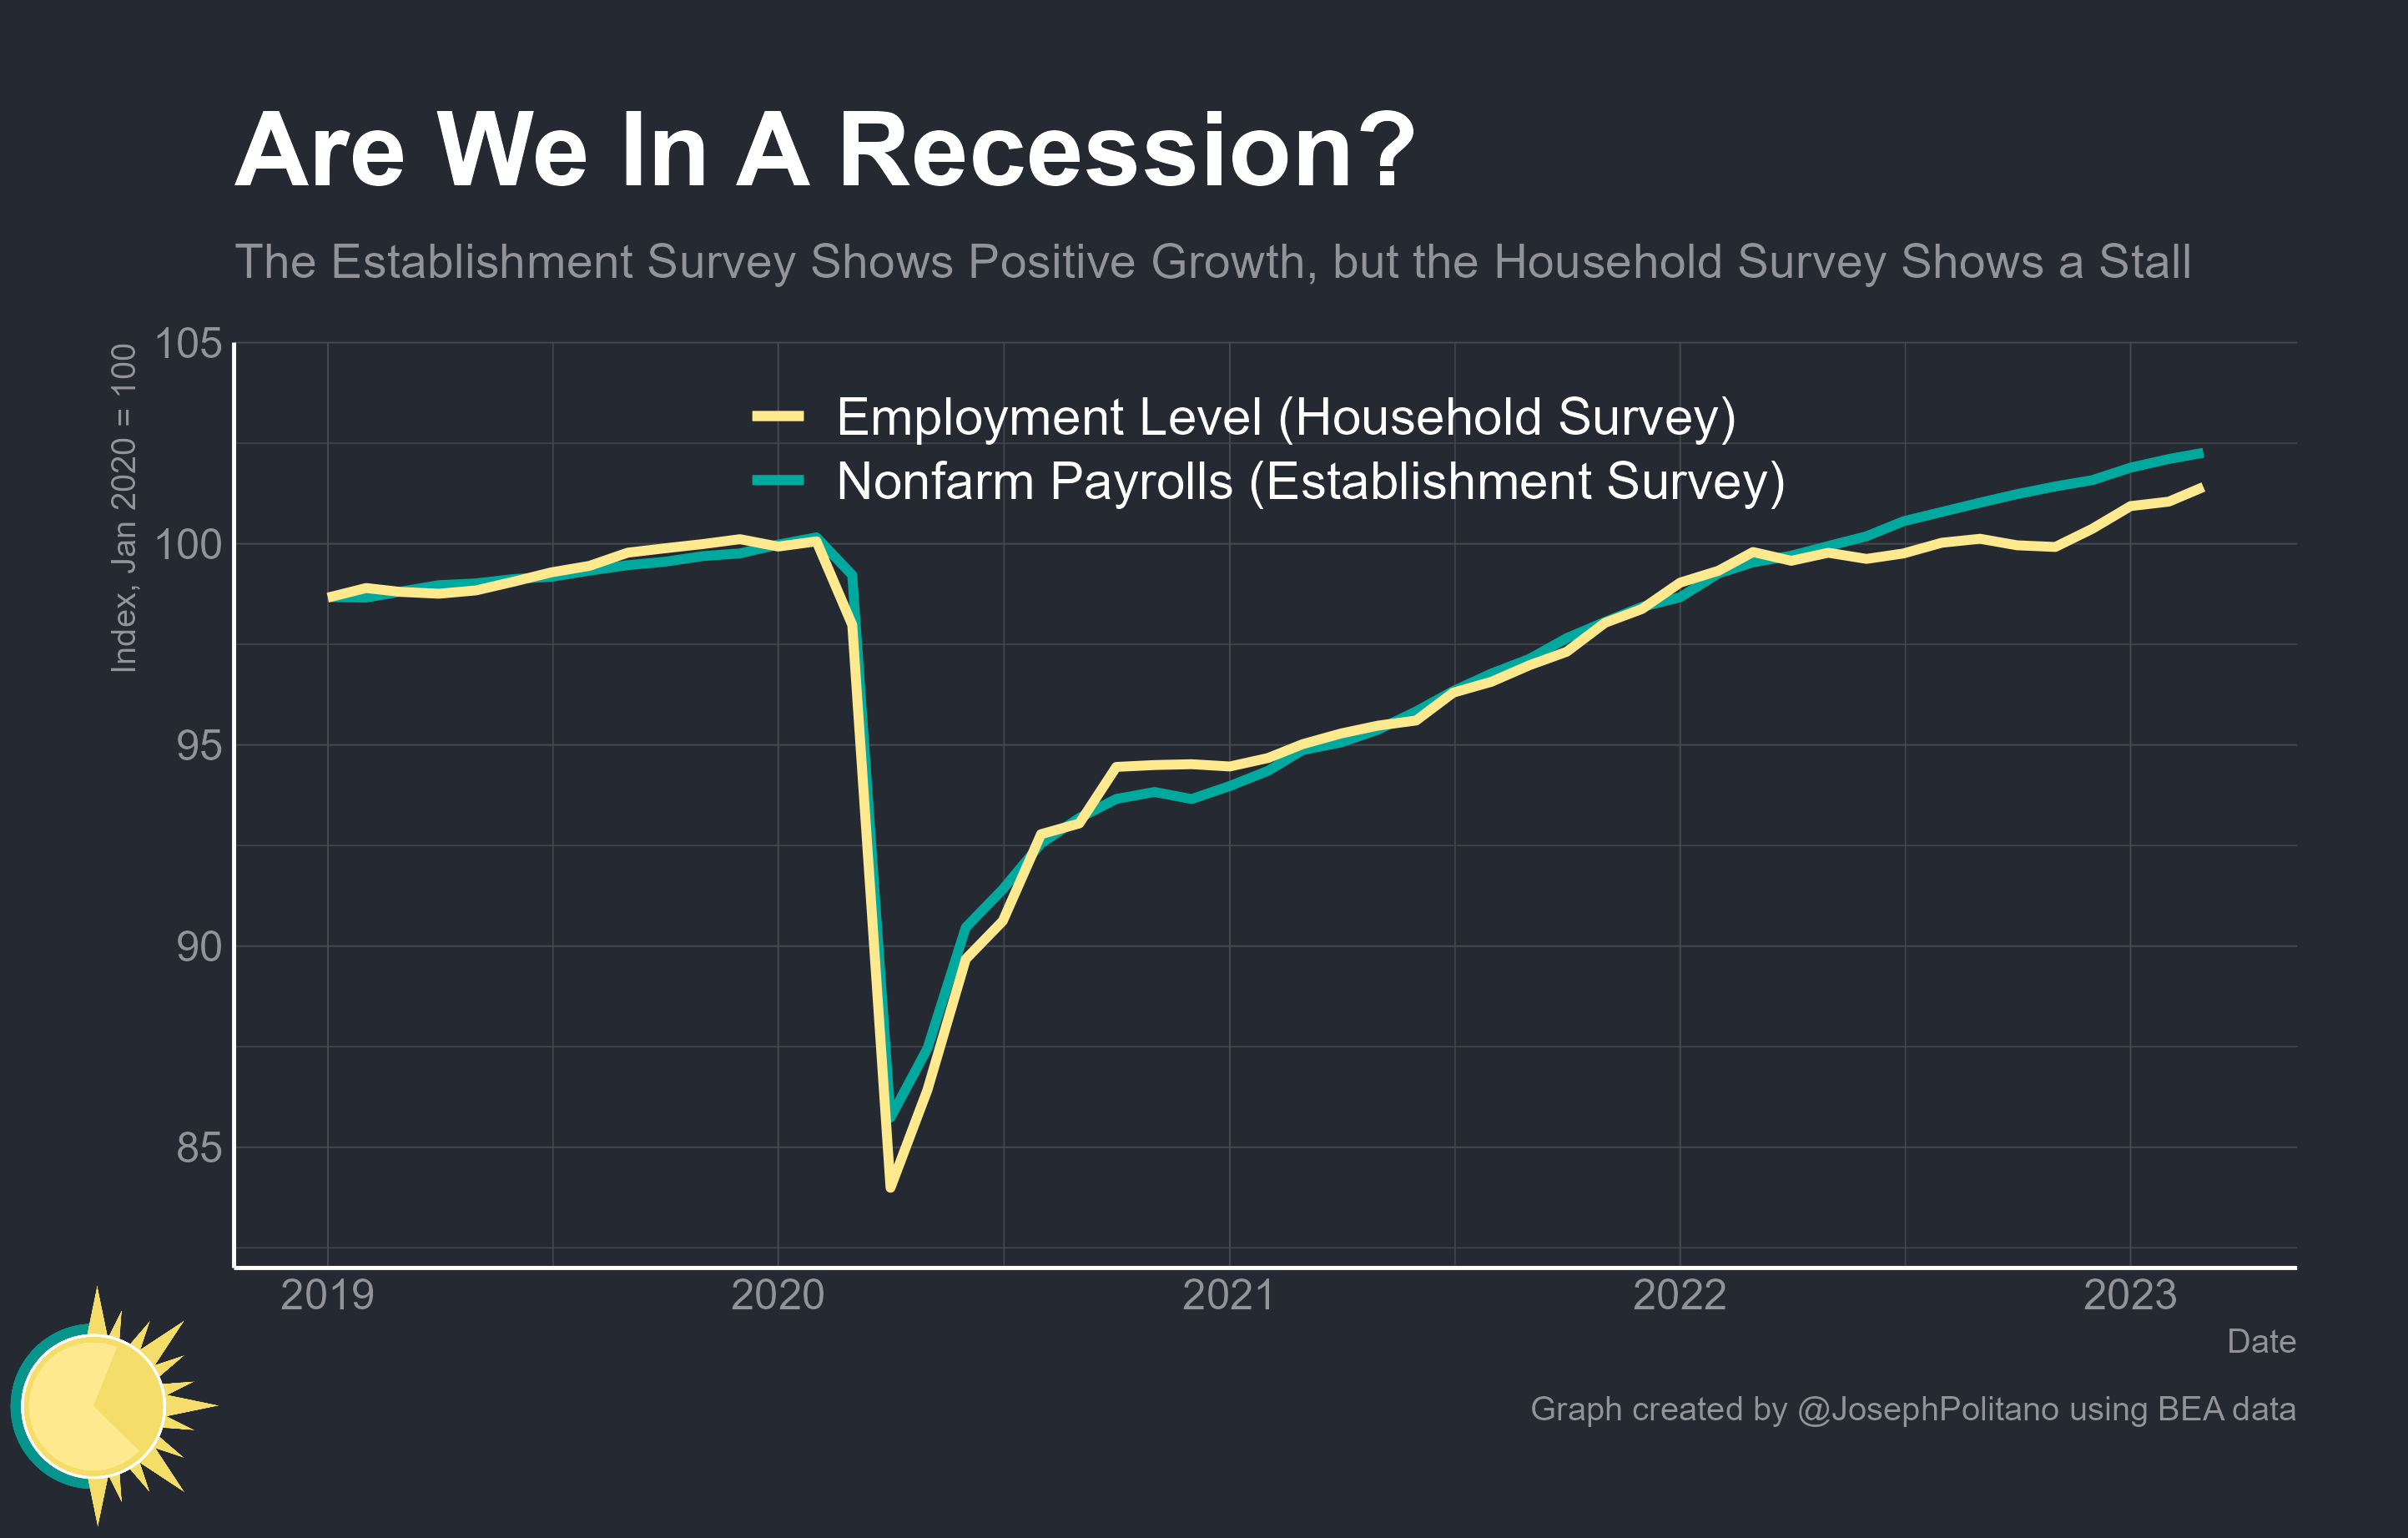 Are We In A Recession?
The Establishment Survey Shows Positive Growth, but the Household Survey Shows a Stall
Index, Jan 2020 = 100
105
100
95
90
85
Employment Level (Household Survey)
Nonfarm Payrolls (Establishment Survey)
2019
2020
2021
2022
2023
Date
Graph created by @JosephPolitano using BEA data